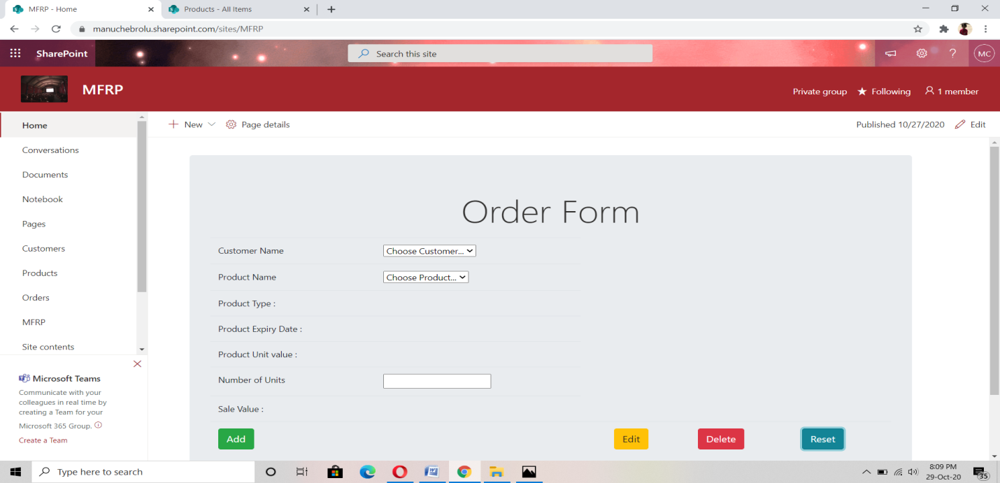 MFRP - Home
Products - All Items
manuchebrolu.sharepoint.com/sites/MFRP
SharePoint
Search this site
?
MC
MFRP
Private group
Following
1 member
Home
Conversations
Documents
Notebook
Pages
Customers
Products
Orders
MFRP
Site contents
Microsoft Teams
Communicate with your
colleagues in real time by
creating a Team for your
Microsoft 365 Group.
Create a Team
New
Page details
Published 10/27/2020
Edit
Order Form
Customer Name
Choose Customer...
Product Name
Choose Product...
Product Type :
Product Expiry Date :
Product Unit value :
Number of Units
Sale Value :
Add
Edit
Delete
Reset
Type here to search
8:09 PM
29-Oct-20
35